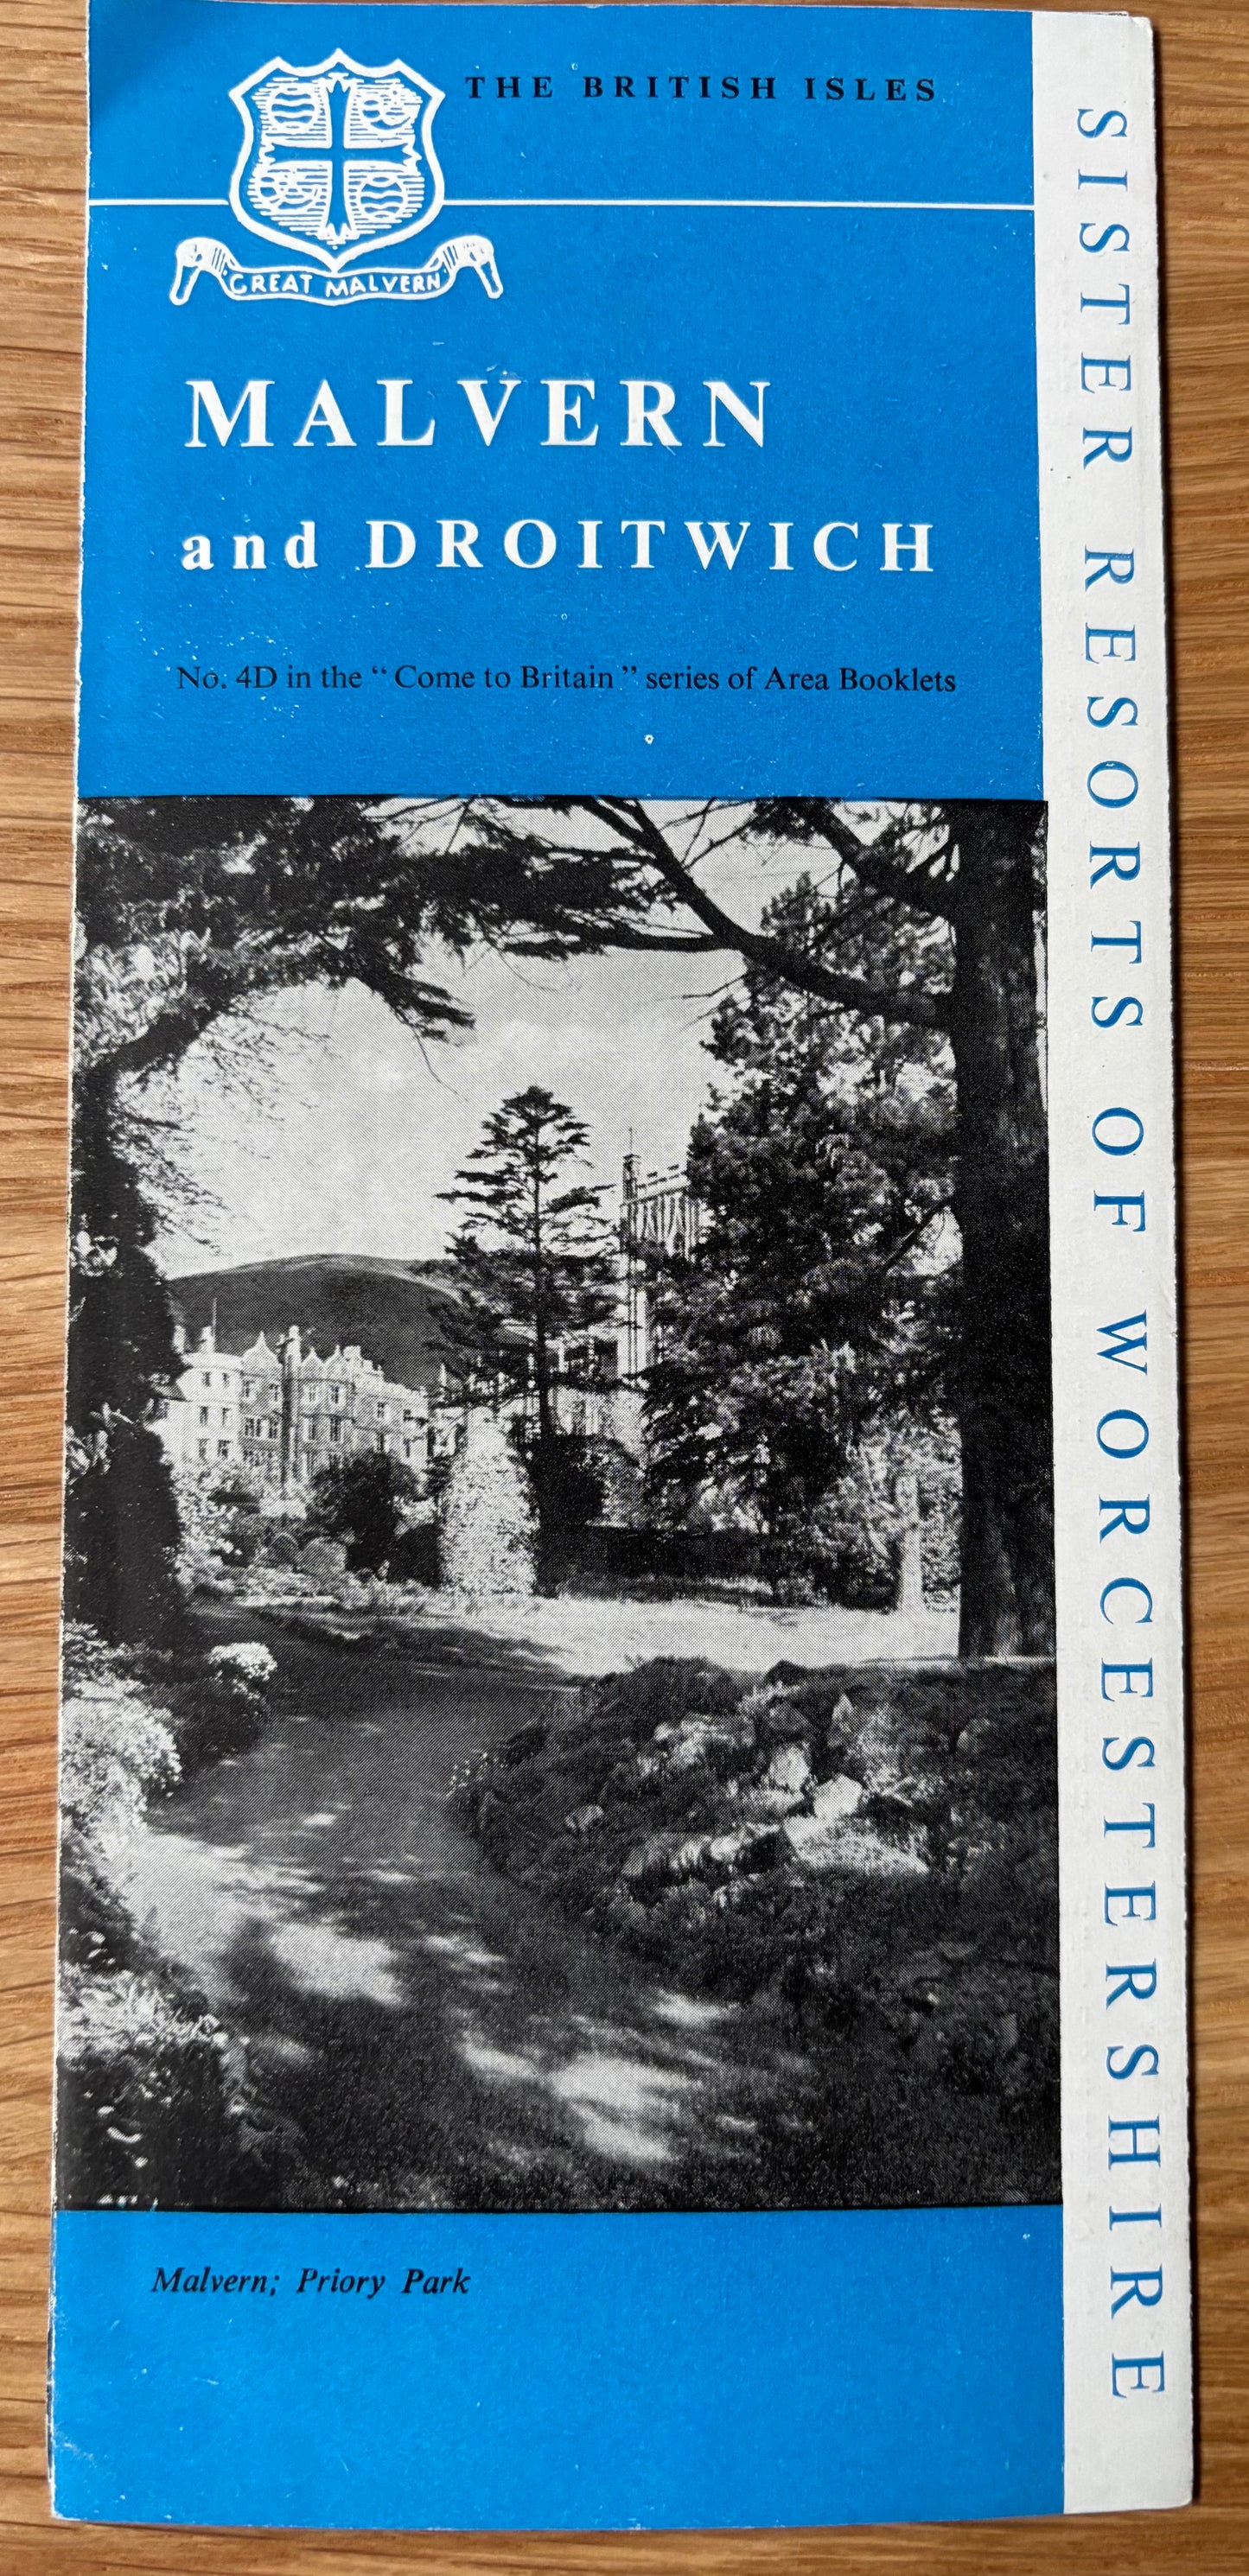 THE BRITISH ISLES
GREAT MALVERN
MALVERN
and DROITWICH
No. 4D in the “Come to Britain” series of Area Booklets
Malvern; Priory Park
SISTER RESORTS OF WORCESTERSHIRE